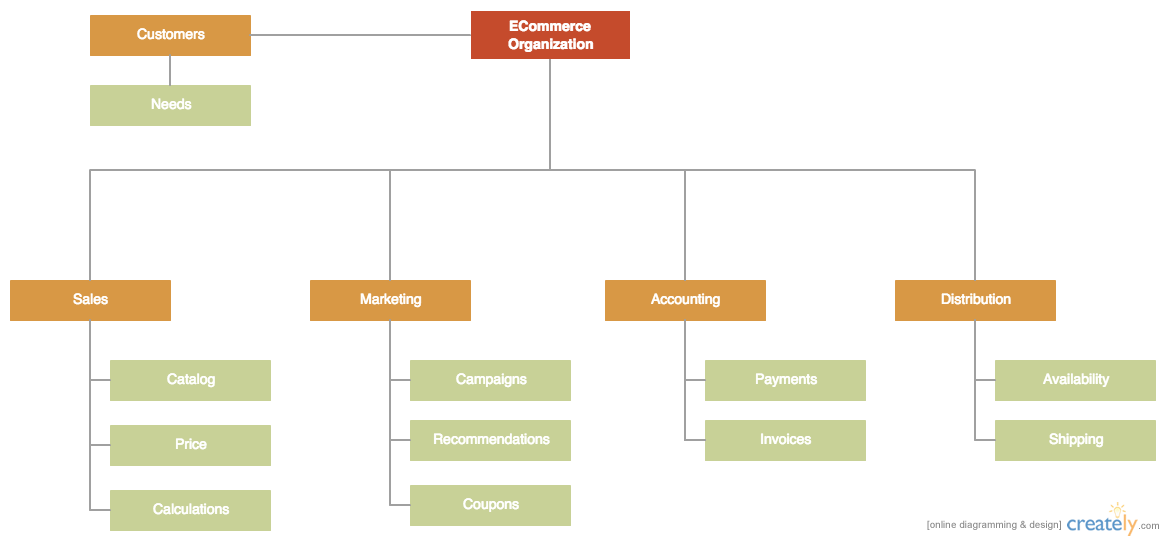 Customers
ECommerce
Organization
Needs
Sales
Marketing
Accounting
Distribution
Catalog
Campaigns
Payments
Availability
Price
Recommendations
Invoices
Shipping
Calculations
Coupons
[online diagramming & design] creately.com